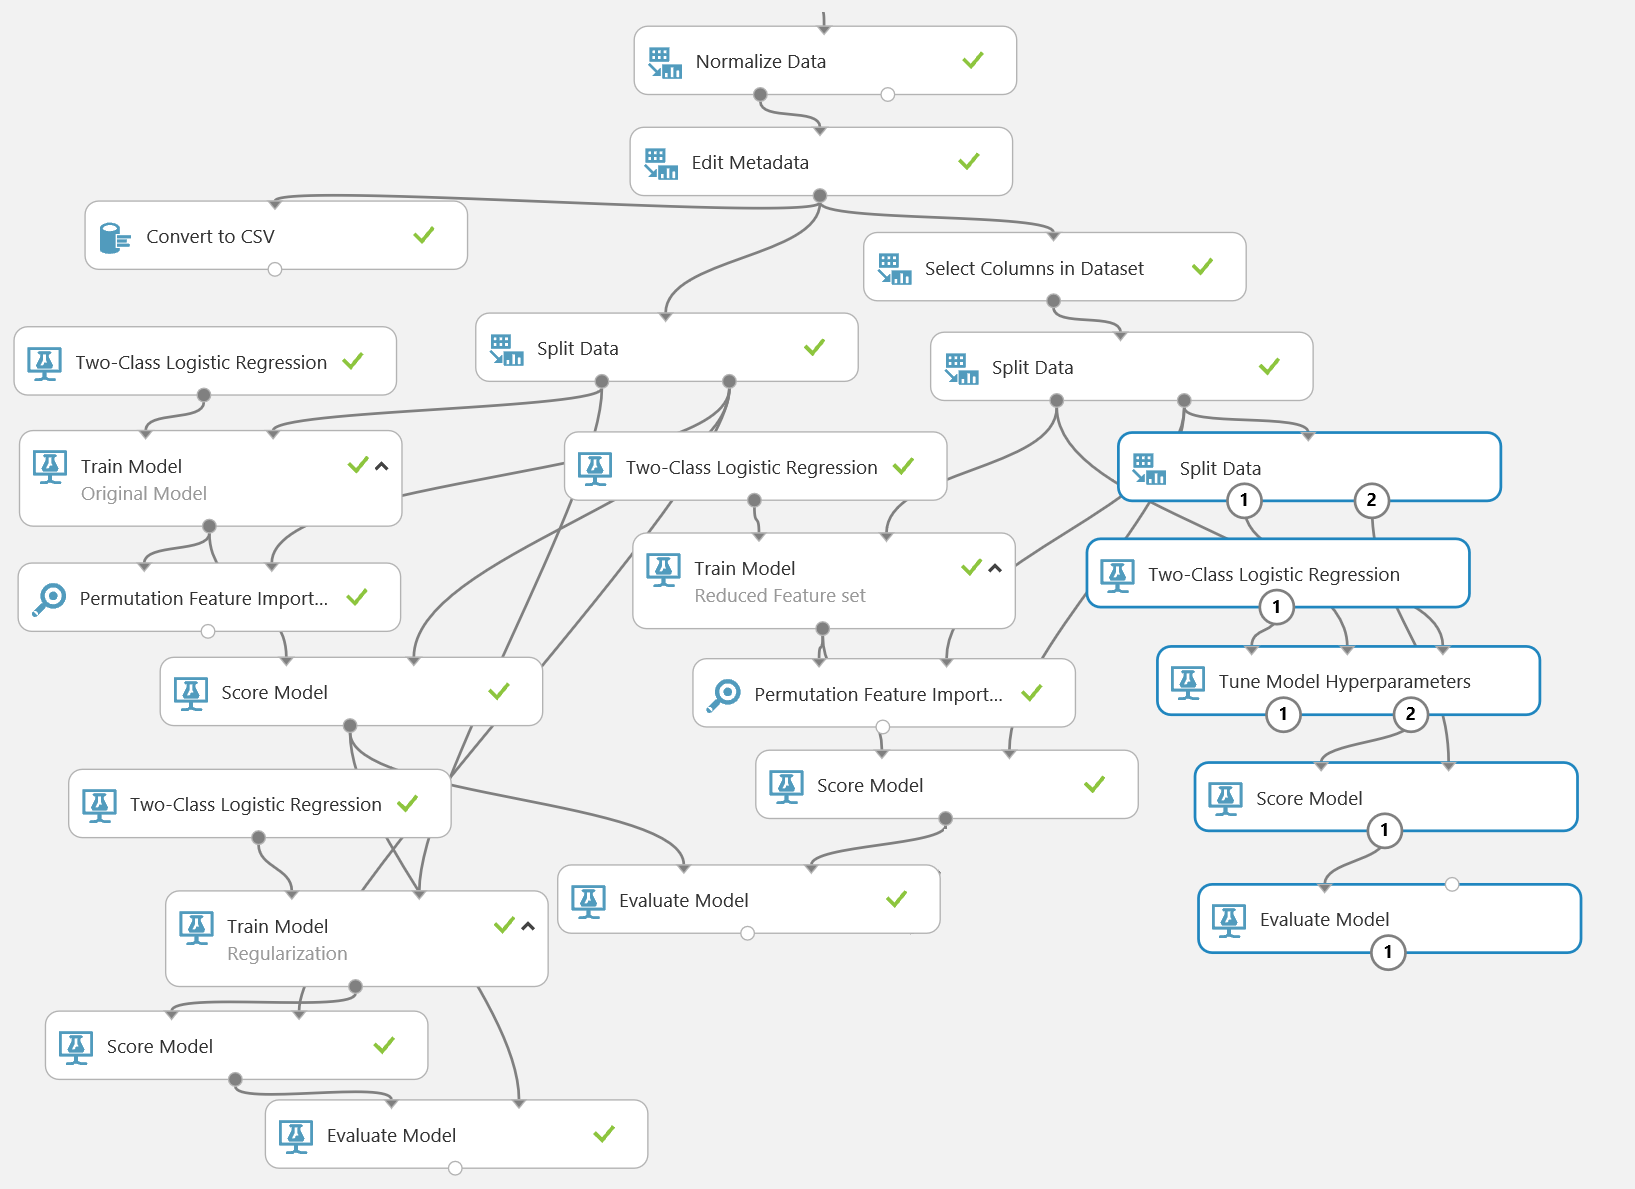 Normalize Data
Edit Metadata
Convert to CSV
Select Columns in Dataset
Split Data
Two-Class Logistic Regression
Split Data
Train Model
Original Model
Two-Class Logistic Regression
Split Data
1
2
Permutation Feature Import...
Train Model
Reduced Feature set
Two-Class Logistic Regression
1
Score Model
Permutation Feature Import...
Tune Model Hyperparameters
1
2
Two-Class Logistic Regression
Score Model
Score Model
1
Train Model
Regularization
Evaluate Model
Evaluate Model
1
Score Model
Evaluate Model